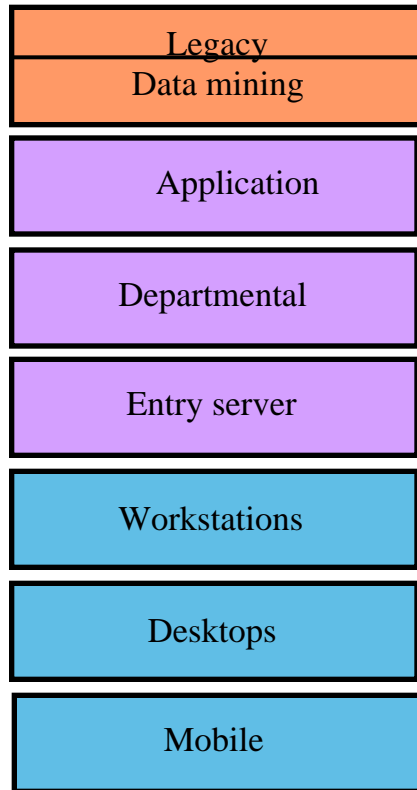 Legacy
Data mining
Application
Departmental
Entry server
Workstations
Desktops
Mobile